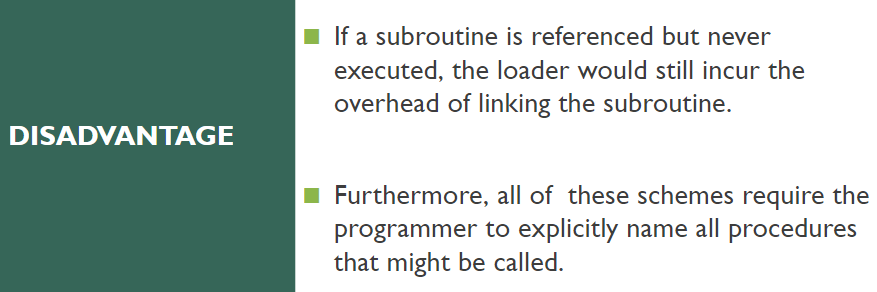 DISADVANTAGE
If a subroutine is referenced but never
executed, the loader would still incur the
overhead of linking the subroutine.
Furthermore, all of  these schemes require the
programmer to explicitly name all procedures
that might be called.